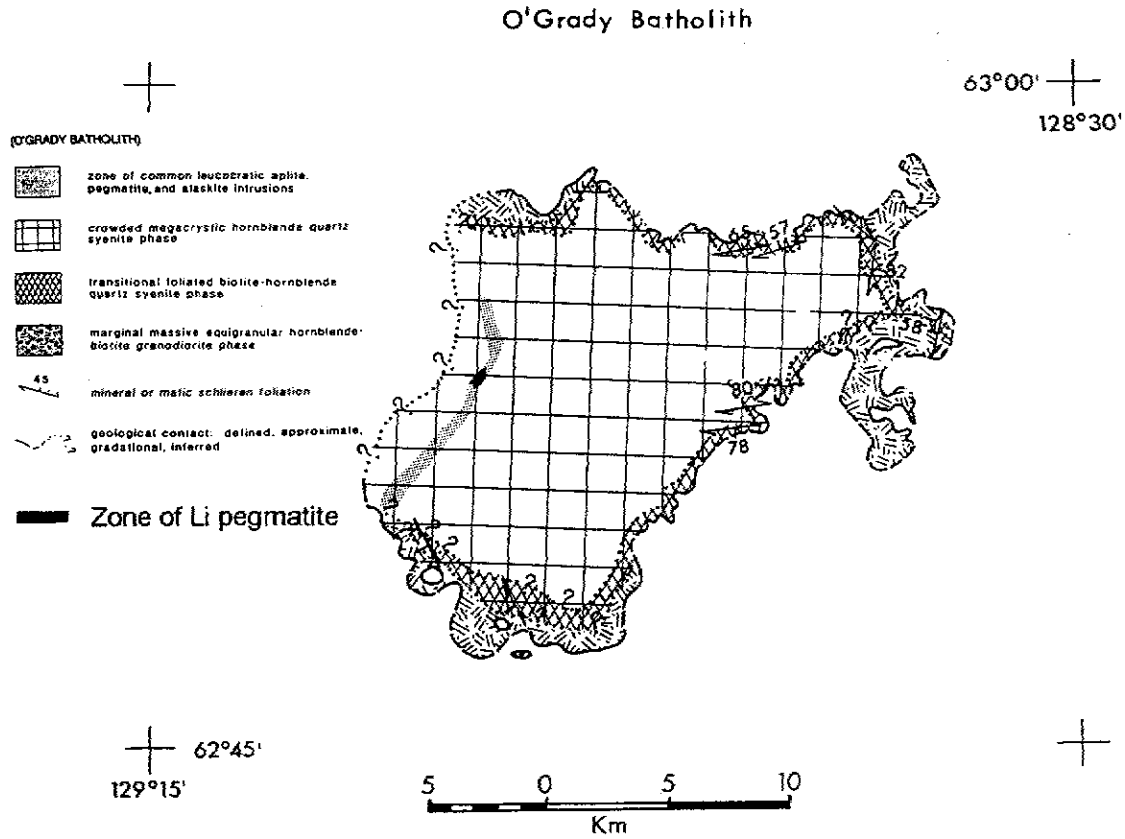 O'Grady Batholith
63°00'
128°30'
(O'GRADY BATHOLITH)
zone of common leucocratic aplite,
pegmatite, and alaskite intrusions
crowded megacrystic hornblende quartz
syenite phase
transitional foliated biotite-hornblende
quartz syenite phase
marginal massive equigranular hornblende-
biotite granodiorite phase
45
mineral or mafic schlieren foliation
geological contact: defined, approximate,
gradational, inferred
Zone of Li pegmatite
?
65
57
?
82
?
?
58
?
80
?
78
?
?
?
?
?
?
62°45'
129°15'
5 0 5 10
Km